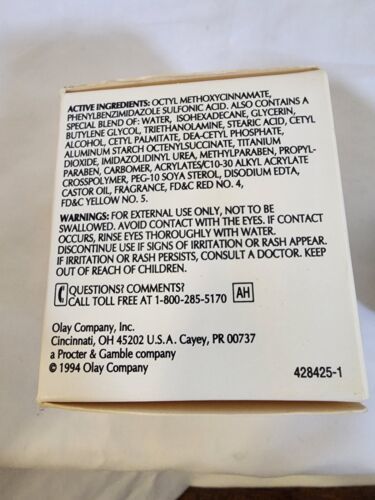 ACTIVE INGREDIENTS: OCTYL METHOXYCINNAMATE,
PHENYLBENZIMIDAZOLE SULFONIC ACID. ALSO CONTAINS A
SPECIAL BLEND OF: WATER, ISOHEXADECANE, GLYCERIN,
BUTYLENE GLYCOL, TRIETHANOLAMINE, STEARIC ACID, CETYL
ALCOHOL, CETYL PALMITATE, DEA-CETYL PHOSPHATE,
ALUMINUM STARCH OCTENYLSUCCINATE, TITANIUM
DIOXIDE, IMIDAZOLIDINYL UREA, METHYLPARABEN, PROPYL-
PARABEN, CARBOMER, ACRYLATES/C10-30 ALKYL ACRYLATE
CROSSPOLYMER, PEG-10 SOYA STEROL, DISODIUM EDTA,
CASTOR OIL, FRAGRANCE, FD&C RED NO. 4,
FD&C YELLOW NO. 5.
WARNINGS: FOR EXTERNAL USE ONLY, NOT TO BE
SWALLOWED. AVOID CONTACT WITH THE EYES. IF CONTACT
OCCURS, RINSE EYES THOROUGHLY WITH WATER.
DISCONTINUE USE IF SIGNS OF IRRITATION OR RASH APPEAR.
IF IRRITATION OR RASH PERSISTS, CONSULT A DOCTOR. KEEP
OUT OF REACH OF CHILDREN.
QUESTIONS? COMMENTS?
CALL TOLL FREE AT 1-800-285-5170 AH
Olay Company, Inc.
Cincinnati, OH 45202 U.S.A. Cayey, PR 00737
a Procter & Gamble company
© 1994 Olay Company
428425-1